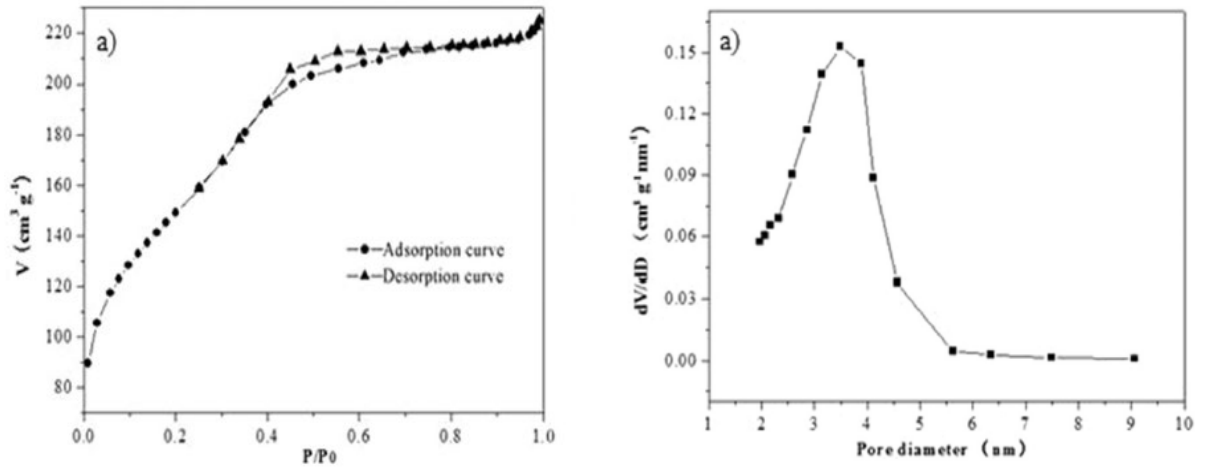 a)
220
200
180
160
140
120
100
80
V (cm³ g⁻¹)
Adsorption curve
Desorption curve
0.0 0.2 0.4 0.6 0.8 1.0
P/P0
a)
0.15
0.12
0.09
0.06
0.03
0.00
dV/dD (cm³ g⁻¹ nm⁻¹)
1 2 3 4 5 6 7 8 9 10
Pore diameter (nm)